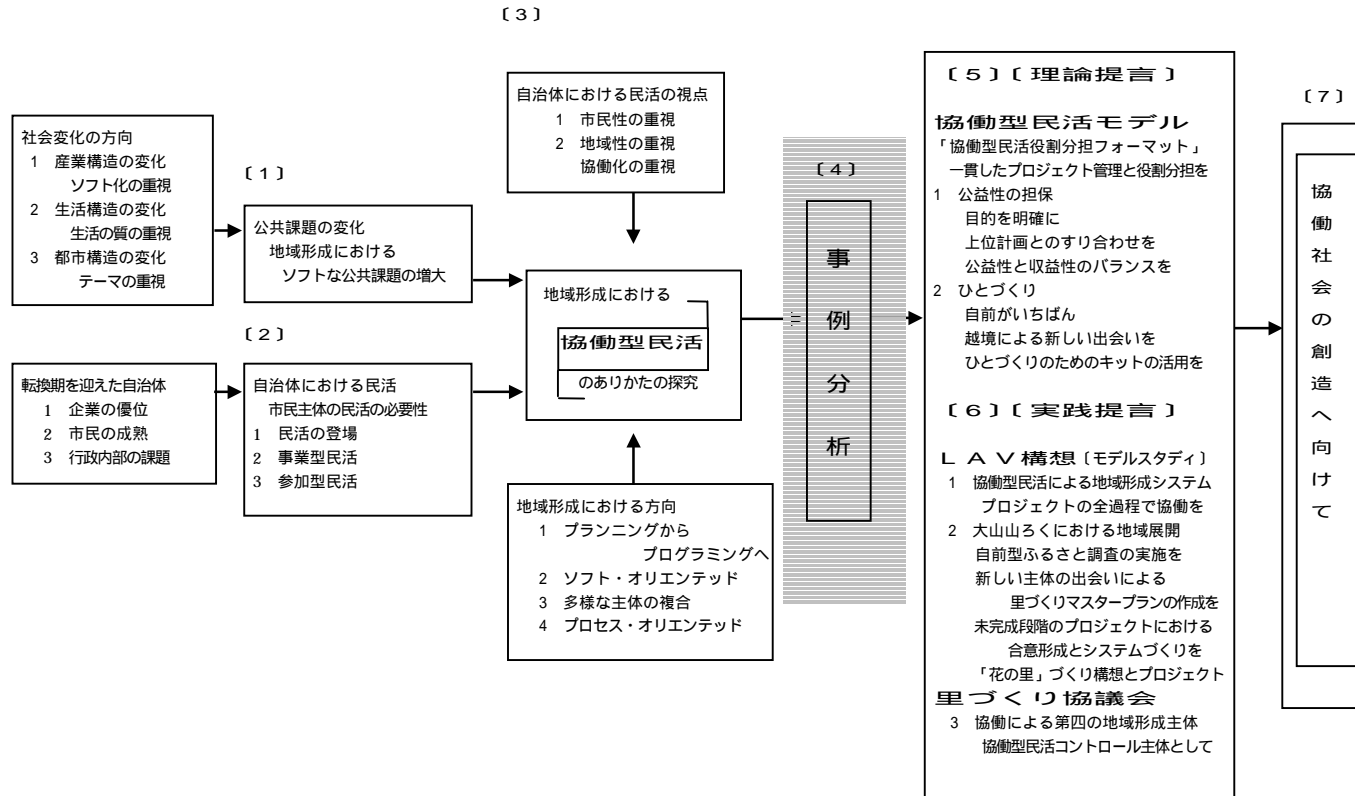 〔３〕
社会変化の方向
1 産業構造の変化
ソフト化の重視
2 生活構造の変化
生活の質の重視
3 都市構造の変化
テーマの重視
〔１〕
公共課題の変化
地域形成における
ソフトな公共課題の増大
転換期を迎えた自治体
1 企業の優位
2 市民の成熟
3 行政内部の課題
〔２〕
自治体における民活
市民主体の民活の必要性
1 民活の登場
2 事業型民活
3 参加型民活
自治体における民活の視点
1 市民性の重視
2 地域性の重視
協働化の重視
地域形成における
協働型民活
のありかたの探究
地域形成における方向
1 プランニングから
プログラミングへ
2 ソフト・オリエンテッド
3 多様な主体の複合
4 プロセス・オリエンテッド
〔４〕
事例分析
〔５〕〔理論提言〕
協働型民活モデル
「協働型民活役割分担フォーマット」
一貫したプロジェクト管理と役割分担を
1 公益性の担保
目的を明確に
上位計画とのすり合わせを
公益性と収益性のバランスを
2 ひとづくり
自前がいちばん
越境による新しい出会いを
ひとづくりのためのキットの活用を
〔６〕〔実践提言〕
ＬＡＶ構想〔モデルスタディ〕
1 協働型民活による地域形成システム
プロジェクトの全過程で協働を
2 大山山ろくにおける地域展開
自前型ふるさと調査の実施を
新しい主体の出会いによる
里づくりマスタープランの作成を
未完成段階のプロジェクトにおける
合意形成とシステムづくりを
「花の里」づくり構想とプロジェクト
里づくり協議会
3 協働による第四の地域形成主体
協働型民活コントロール主体として
〔７〕
協働社会の創造へ向けて